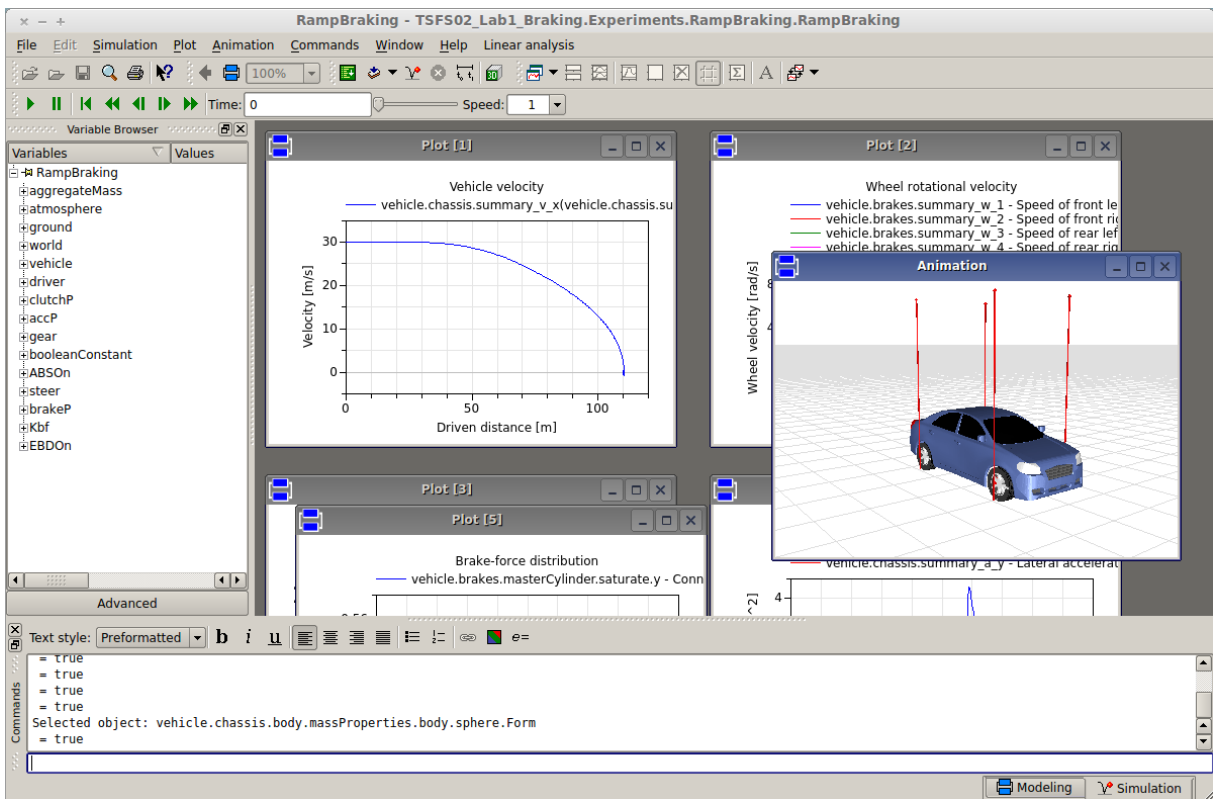 RampBraking - TSFS02_Lab1_Braking.Experiments.RampBraking.RampBraking
File Edit Simulation Plot Animation Commands Window Help Linear analysis
100%
Time: 0 Speed: 1
Variable Browser
Variables Values
RampBraking
aggregateMass
atmosphere
ground
world
vehicle
driver
clutchP
accP
gear
booleanConstant
ABSOn
steer
brakeP
Kbf
EBDOn
Advanced
Plot [1]
Vehicle velocity
vehicle.chassis.summary_v_x(vehicle.chassis.su
Velocity [m/s]
30
20
10
0
0 50 100
Driven distance [m]
Plot [2]
Wheel rotational velocity
vehicle.brakes.summary_w_1 - Speed of front le
vehicle.brakes.summary_w_2 - Speed of front ri
vehicle.brakes.summary_w_3 - Speed of rear left
vehicle.brakes.summary_w_4 - Speed of rear rig
Wheel velocity [rad/s]
Animation
Plot [3]
Plot [5]
Brake-force distribution
vehicle.brakes.masterCylinder.saturate.y - Conn
0.56
vehicle.chassis.summary_a_y - Lateral accelerat
4
^2]
Text style: Preformatted b i u e=
Commands
= true
= true
= true
= true
Selected object: vehicle.chassis.body.massProperties.body.sphere.Form
= true
Modeling Simulation